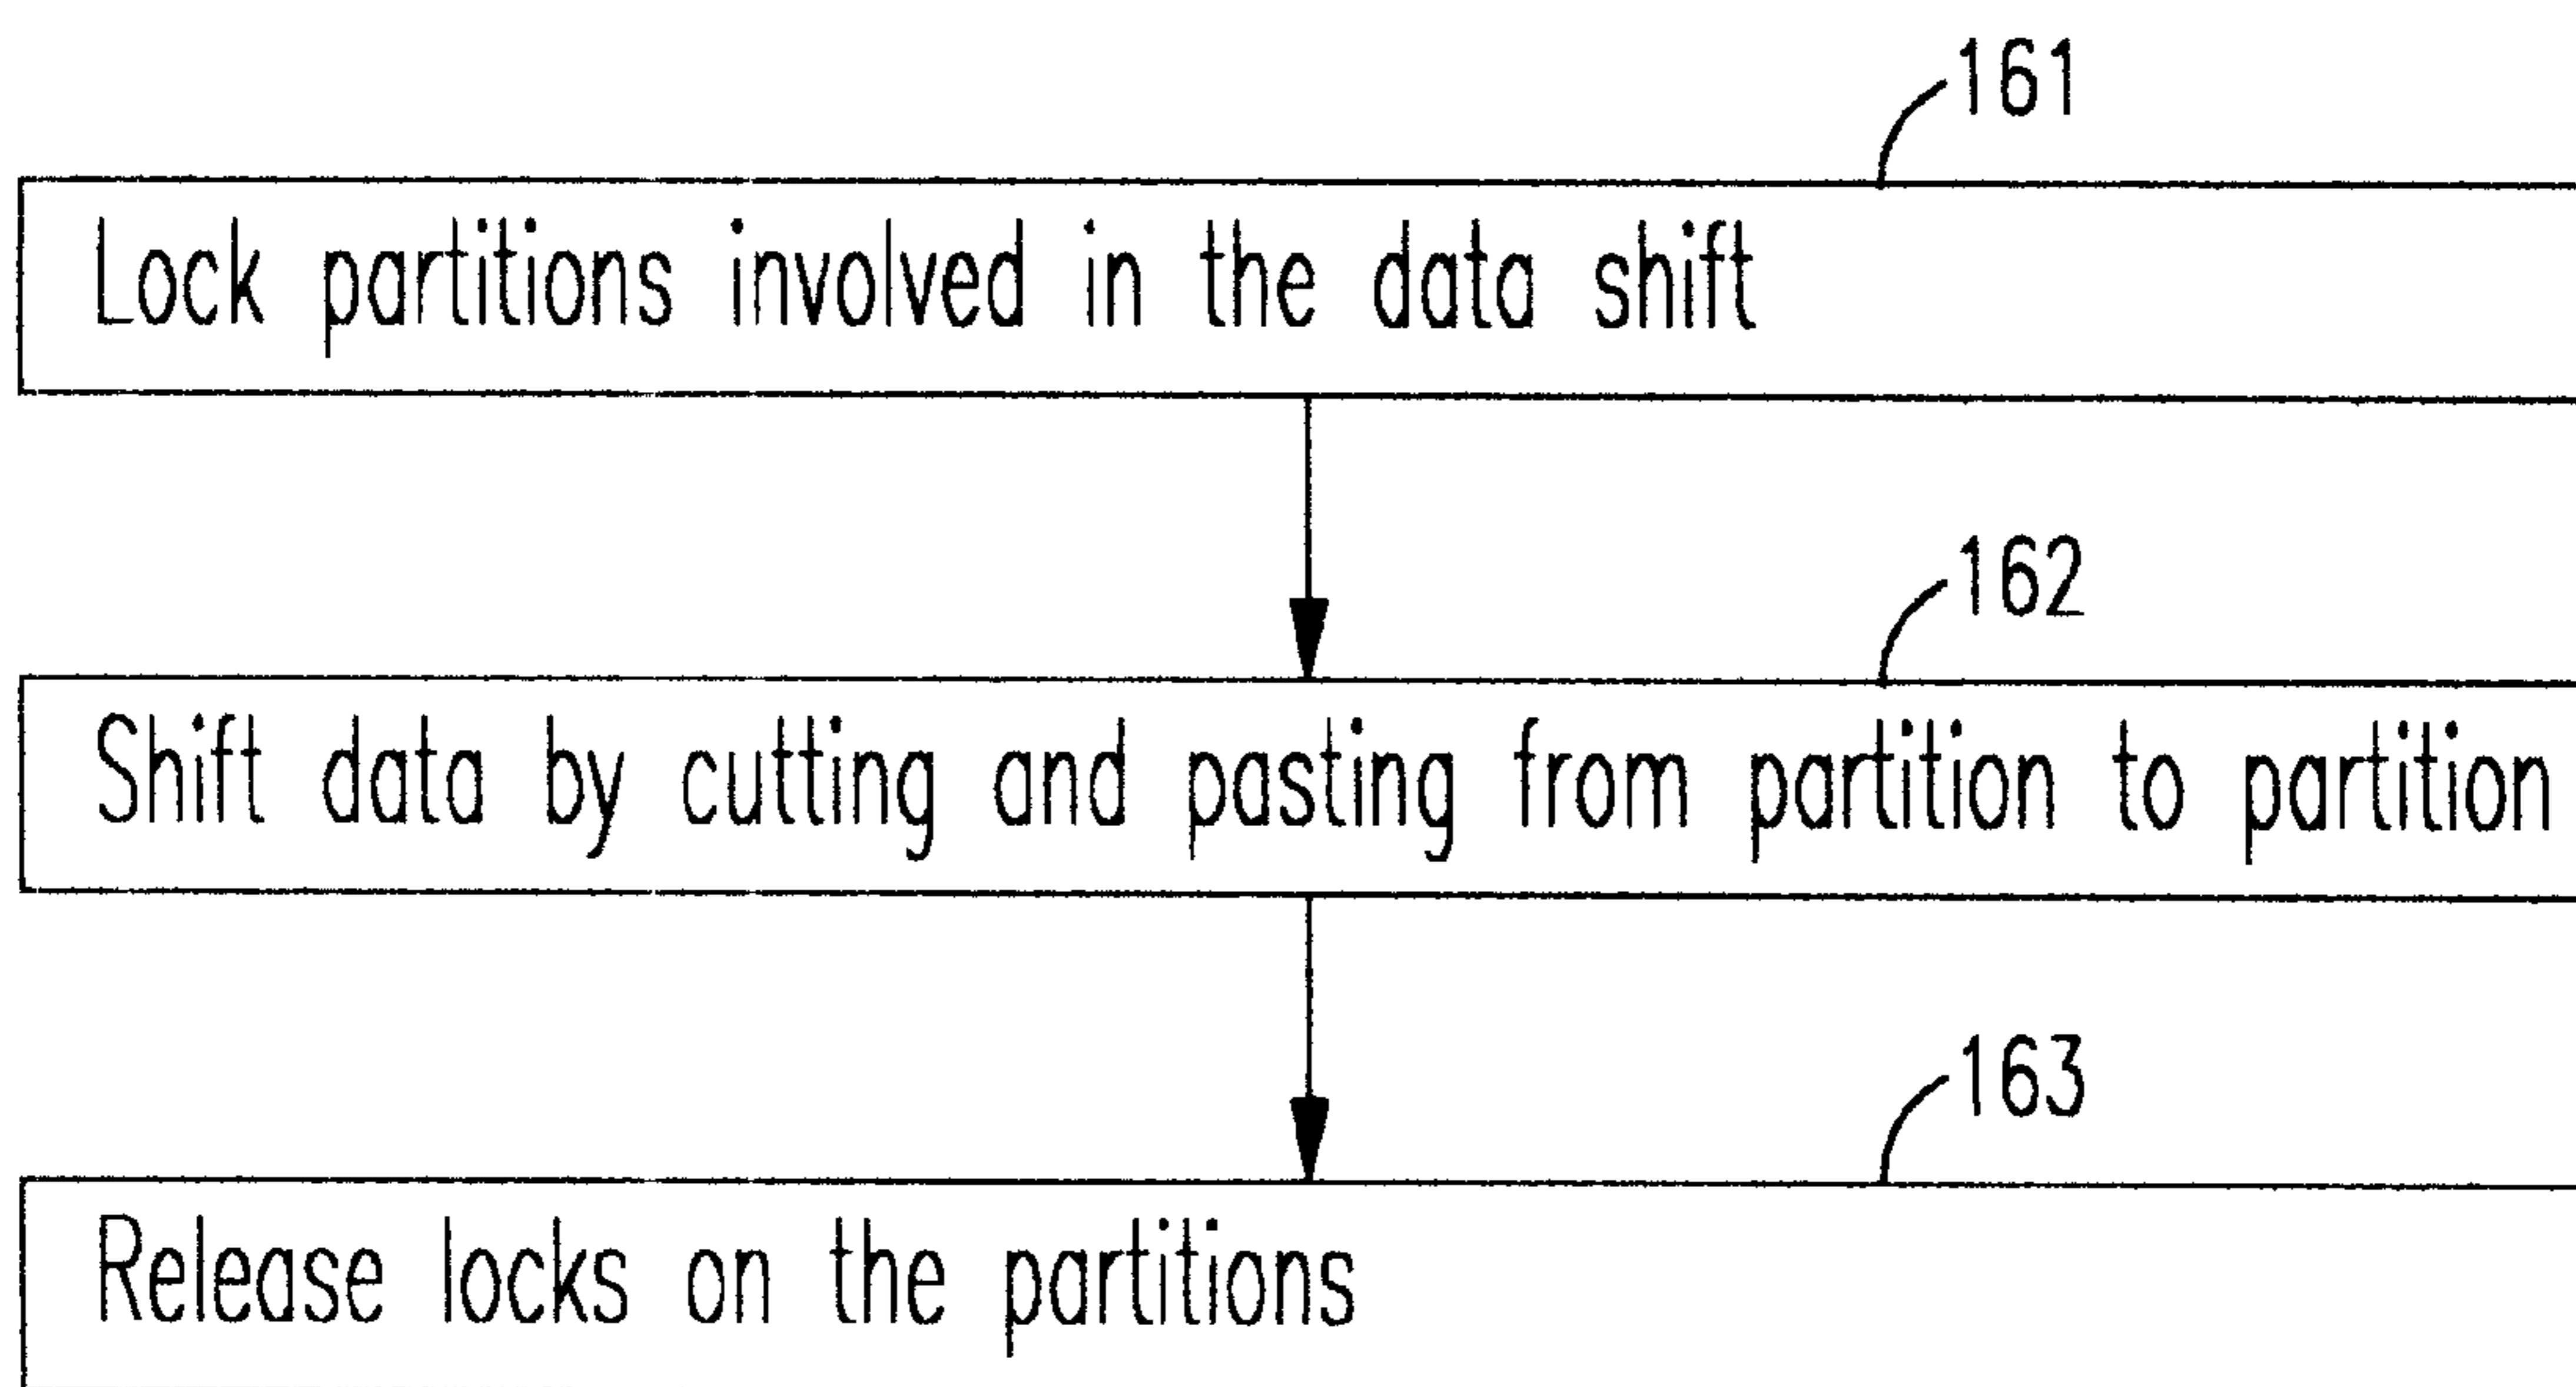 161
Lock partitions involved in the data shift
162
Shift data by cutting and pasting from partition to partition
163
Release locks on the partitions